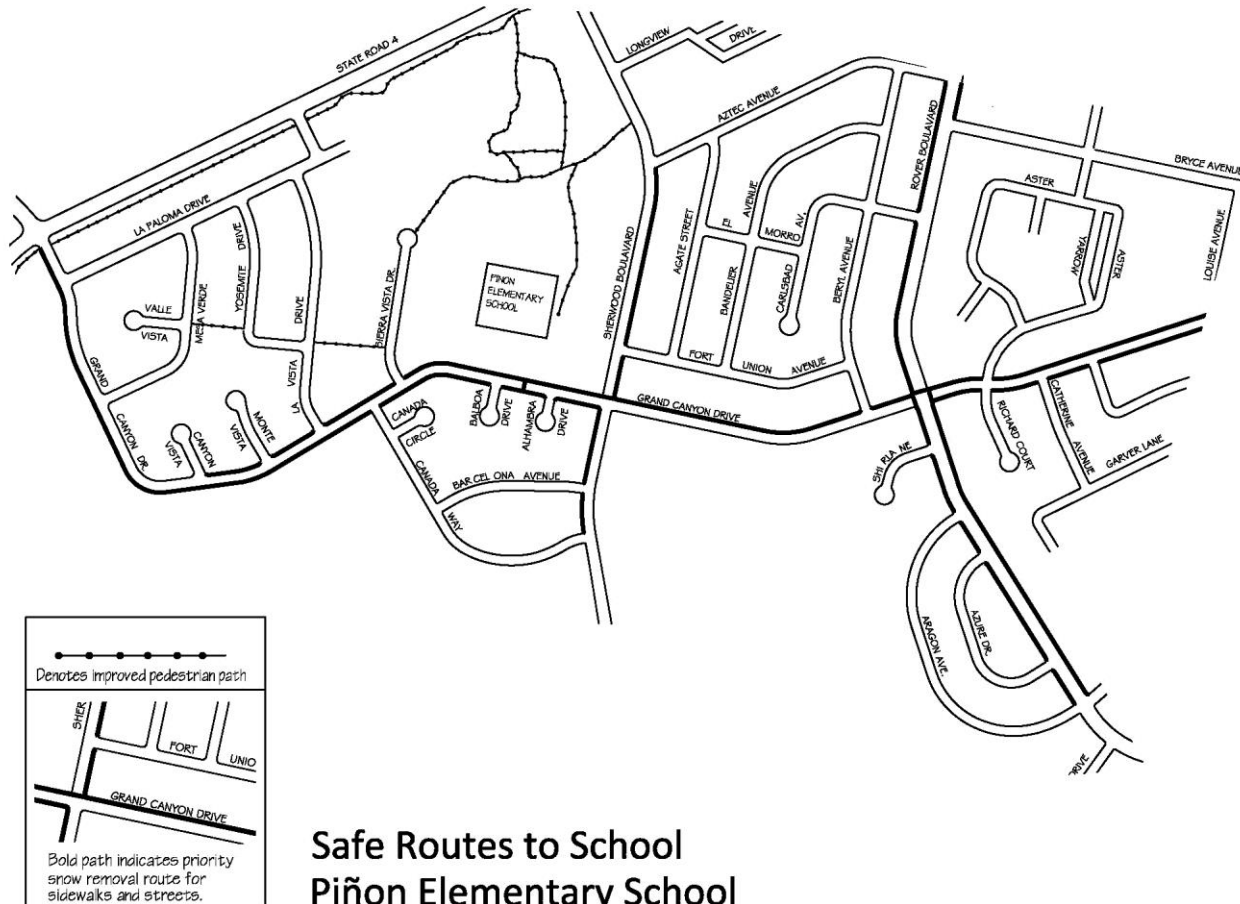 STATE ROAD 4
LONGVIEW
DRIVE
AZTEC AVENUE
ROVER BOULAVARD
BRYCE AVENUE
LOUISE AVENUE
LA PALOMA DRIVE
VALLE
VISTA
MESA VERDE
YOSEMITE DRIVE
LA VISTA DRIVE
SIERRA VISTA DR.
PINON
ELEMENTARY
SCHOOL
SHERWOOD BOULAVARD
AGATE STREET
EL
MORRO AV.
AVENUE
BANDELIER
CARLSBAD
BERYL AVENUE
FORT UNION AVENUE
ASTER
YARROW
ASTER
GRAND CANYON DR.
CANYON
VISTA
MONTE
VISTA
CANADA
CIRCLE
BALBOA
DRIVE
ALHAMBRA
DRIVE
GRAND CANYON DRIVE
CANADA WAY
BARCELONA AVENUE
SHIRLA NE
RICHARD COURT
CATHERINE AVENUE
GARVER LANE
ARAGON AVE.
AZURE DR.
DRIVE
Denotes improved pedestrian path
SHER
FORT
UNIO
GRAND CANYON DRIVE
Bold path indicates priority
snow removal route for
sidewalks and streets.
Safe Routes to School
Piñon Elementary School